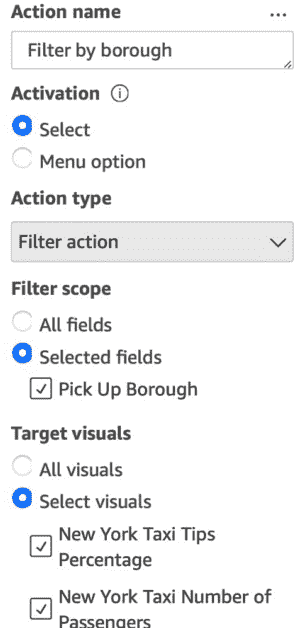 Action name
...
Filter by borough
Activation
Select
Menu option
Action type
Filter action
Filter scope
All fields
Selected fields
Pick Up Borough
Target visuals
All visuals
Select visuals
New York Taxi Tips
Percentage
New York Taxi Number of
Passengers